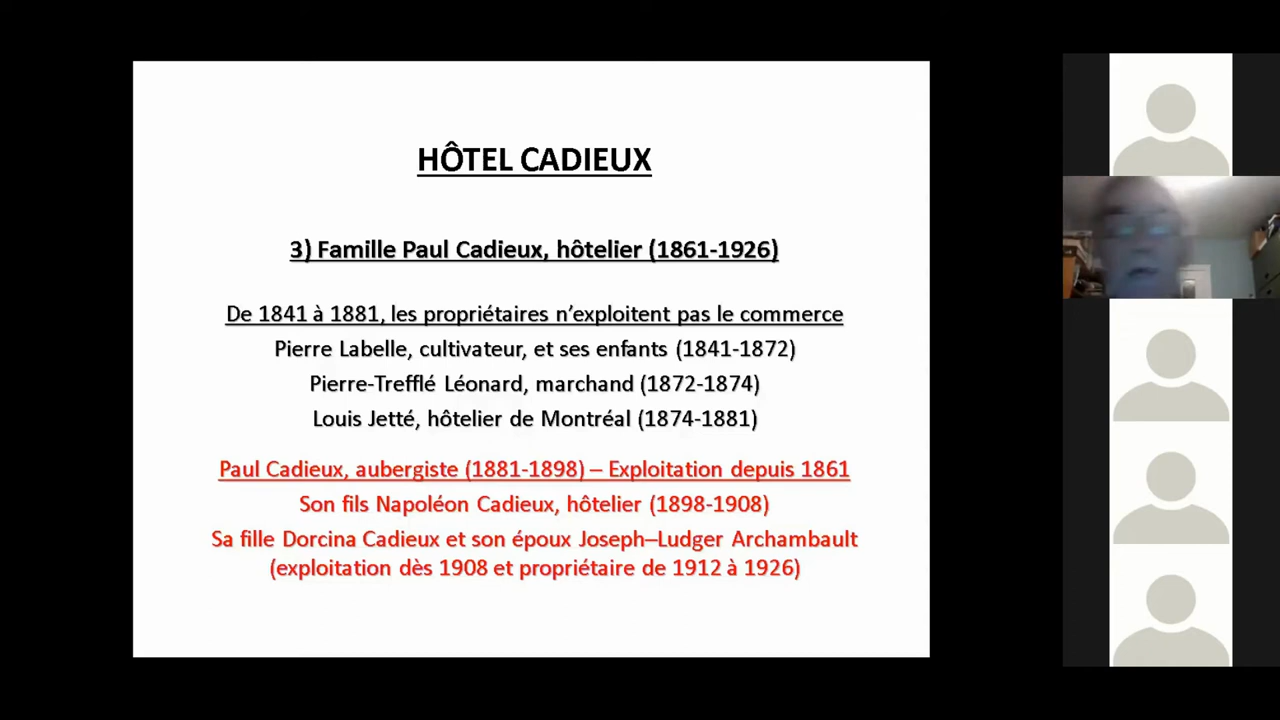 HÔTEL CADIEUX
3) Famille Paul Cadieux, hôtelier (1861-1926)
De 1841 à 1881, les propriétaires n’exploitent pas le commerce
Pierre Labelle, cultivateur, et ses enfants (1841-1872)
Pierre-Trefflé Léonard, marchand (1872-1874)
Louis Jetté, hôtelier de Montréal (1874-1881)
Paul Cadieux, aubergiste (1881-1898) – Exploitation depuis 1861
Son fils Napoléon Cadieux, hôtelier (1898-1908)
Sa fille Dorcina Cadieux et son époux Joseph–Ludger Archambault
(exploitation dès 1908 et propriétaire de 1912 à 1926)